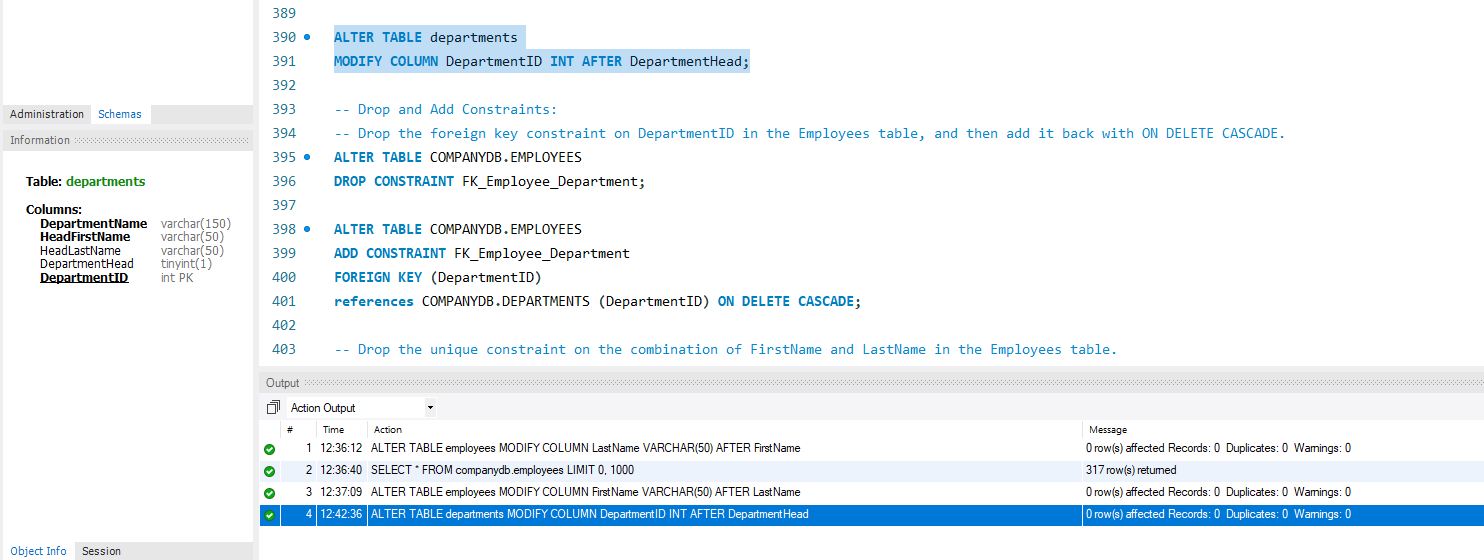 389
390 ALTER TABLE departments
391 MODIFY COLUMN DepartmentID INT AFTER DepartmentHead;
392
393 -- Drop and Add Constraints:
394 -- Drop the foreign key constraint on DepartmentID in the Employees table, and then add it back with ON DELETE CASCADE.
395 ALTER TABLE COMPANYDB.EMPLOYEES
396 DROP CONSTRAINT FK_Employee_Department;
397
398 ALTER TABLE COMPANYDB.EMPLOYEES
399 ADD CONSTRAINT FK_Employee_Department
400 FOREIGN KEY (DepartmentID)
401 references COMPANYDB.DEPARTMENTS (DepartmentID) ON DELETE CASCADE;
402
403 -- Drop the unique constraint on the combination of FirstName and LastName in the Employees table.
Administration Schemas
Information
Table: departments
Columns:
DepartmentName varchar(150)
HeadFirstName varchar(50)
HeadLastName varchar(50)
DepartmentHead tinyint(1)
DepartmentID int PK
Object Info Session
Output
Action Output
# Time Action Message
1 12:36:12 ALTER TABLE employees MODIFY COLUMN LastName VARCHAR(50) AFTER FirstName 0 row(s) affected Records: 0 Duplicates: 0 Warnings: 0
2 12:36:40 SELECT * FROM companydb.employees LIMIT 0, 1000 317 row(s) returned
3 12:37:09 ALTER TABLE employees MODIFY COLUMN FirstName VARCHAR(50) AFTER LastName 0 row(s) affected Records: 0 Duplicates: 0 Warnings: 0
4 12:42:36 ALTER TABLE departments MODIFY COLUMN DepartmentID INT AFTER DepartmentHead 0 row(s) affected Records: 0 Duplicates: 0 Warnings: 0